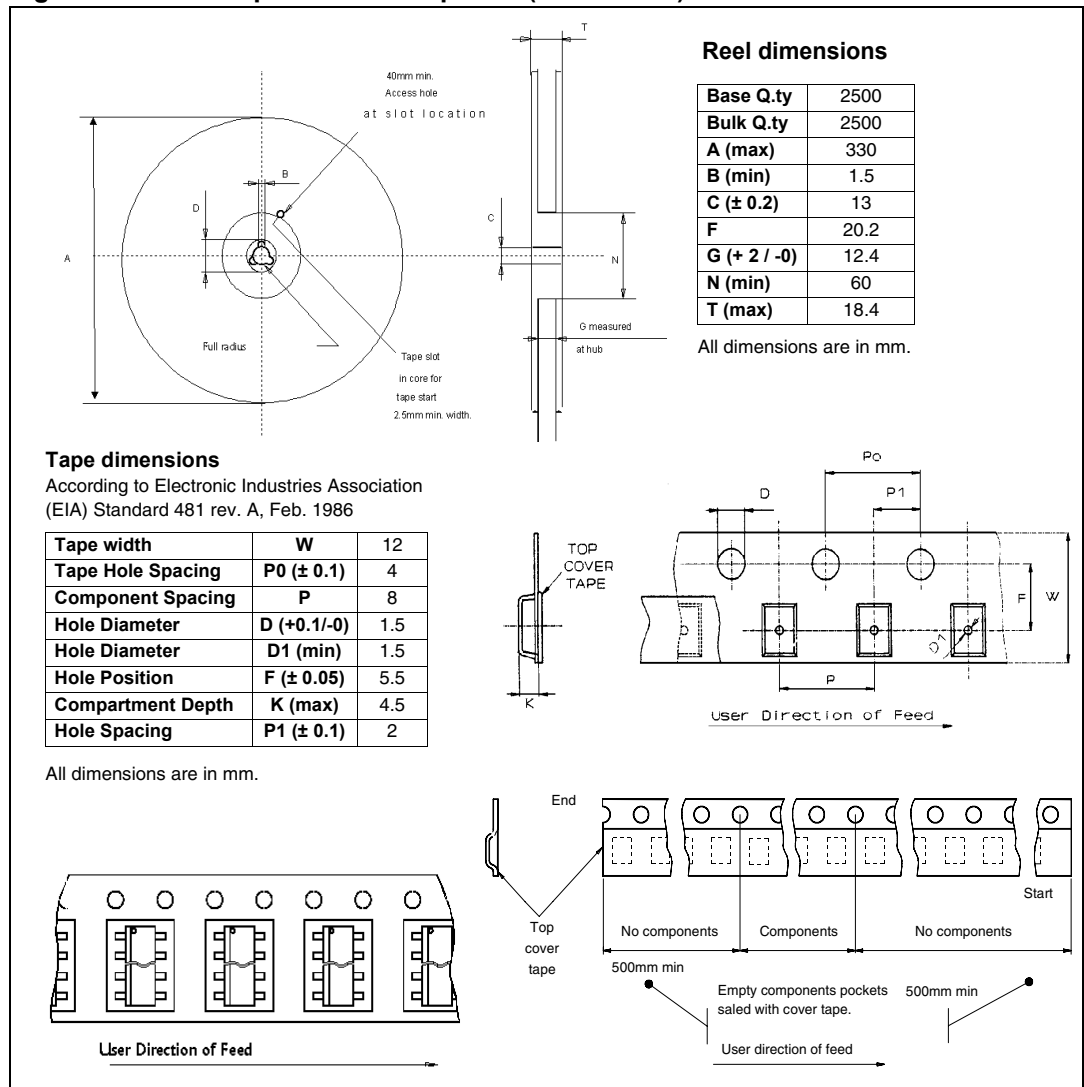 T
40mm min.
Access hole
at slot location
B
D
C
A
N
G measured
at hub
Full radius
Tape slot
in core for
tape start
2.5mm min. width.
Reel dimensions
Base Q.ty 2500
Bulk Q.ty 2500
A (max) 330
B (min) 1.5
C (± 0.2) 13
F 20.2
G (+ 2 / -0) 12.4
N (min) 60
T (max) 18.4
All dimensions are in mm.
Tape dimensions
According to Electronic Industries Association
(EIA) Standard 481 rev. A, Feb. 1986
Tape width W 12
Tape Hole Spacing P0 (± 0.1) 4
Component Spacing P 8
Hole Diameter D (+0.1/-0) 1.5
Hole Diameter D1 (min) 1.5
Hole Position F (± 0.05) 5.5
Compartment Depth K (max) 4.5
Hole Spacing P1 (± 0.1) 2
All dimensions are in mm.
Po
D
P1
TOP
COVER
TAPE
F
W
D1
P
K
User Direction of Feed
End
Start
Top
cover
tape
No components
Components
No components
500mm min
Empty components pockets
saled with cover tape.
500mm min
User direction of feed
User Direction of Feed